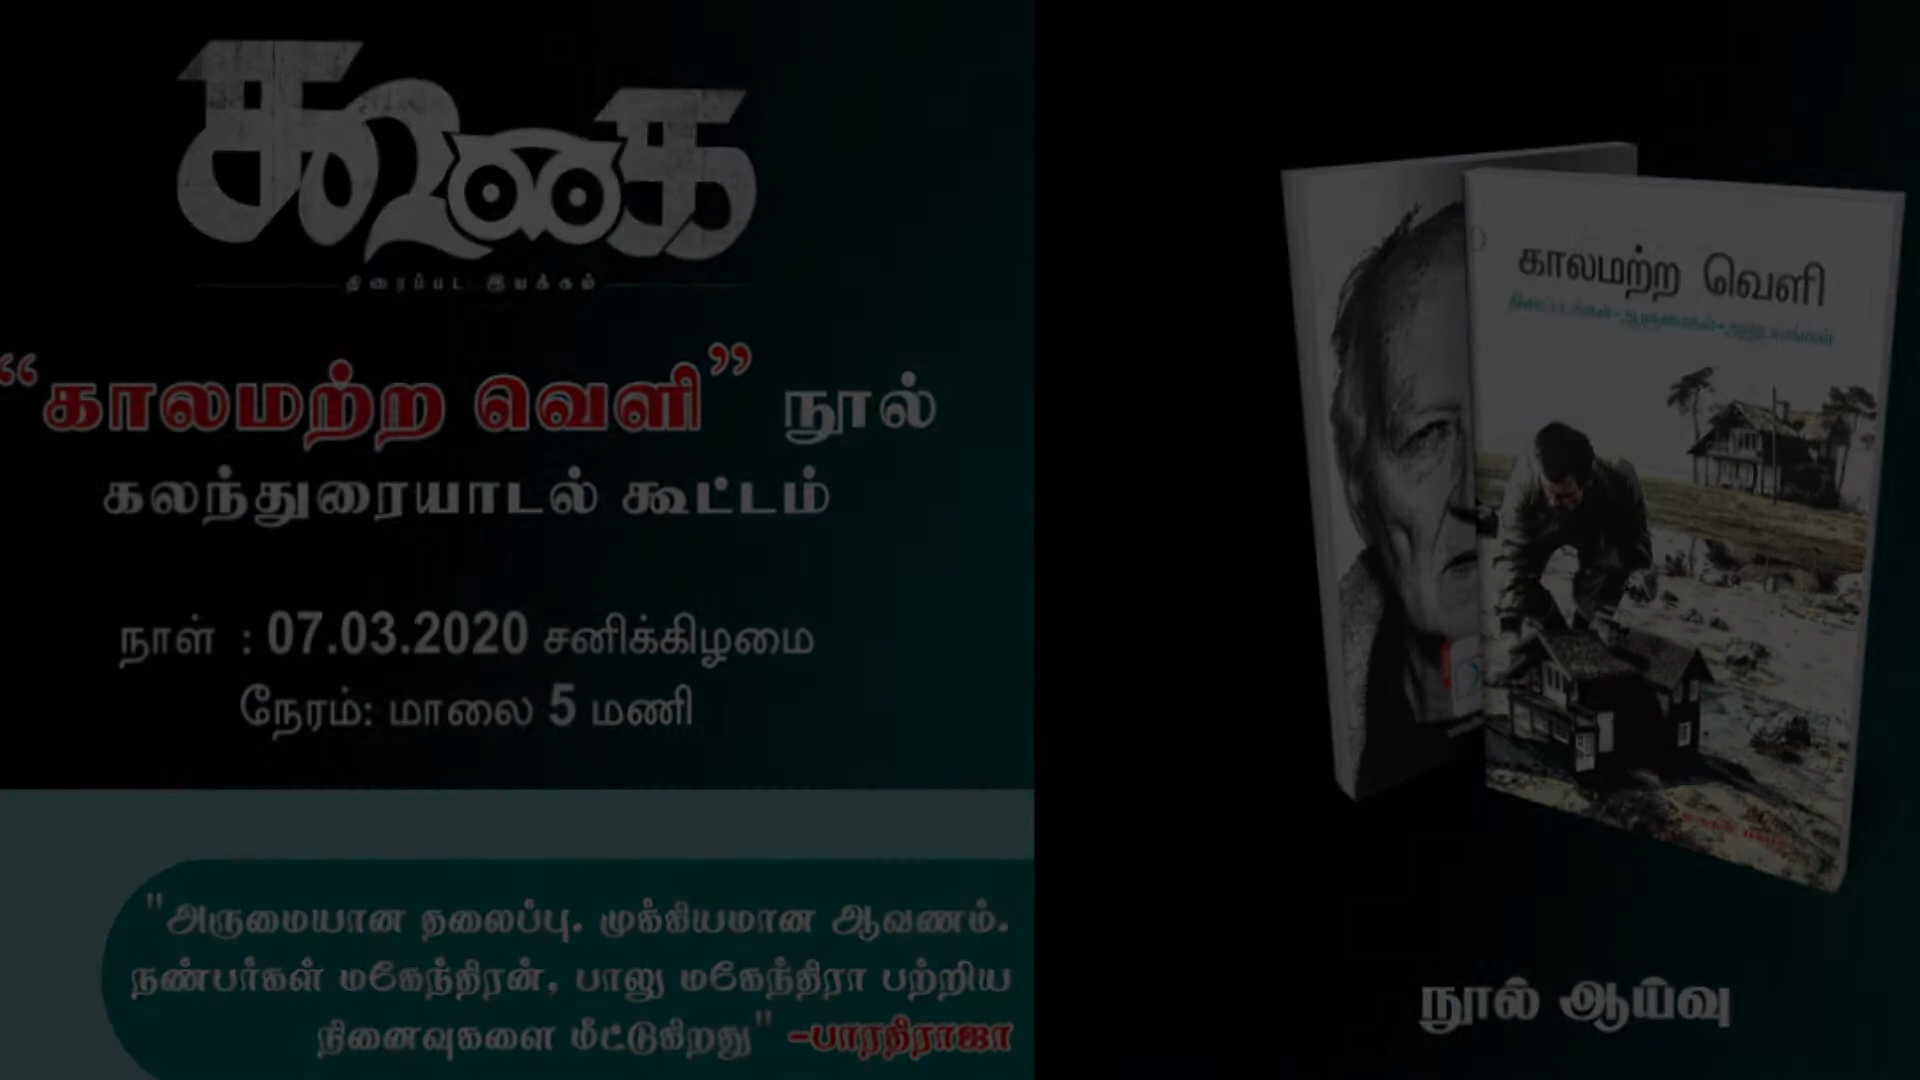 கூகை
திரைப்பட இயக்கம்
“காலமற்ற வெளி” நூல்
கலந்துரையாடல் கூட்டம்
நாள் : 07.03.2020 சனிக்கிழமை
நேரம்: மாலை 5 மணி
"அருமையான தலைப்பு. முக்கியமான ஆவணம்.
நண்பர்கள் மகேந்திரன், பாலு மகேந்திரா பற்றிய
நினைவுகளை மீட்டுகிறது" -பாரதிராஜா
காலமற்ற வெளி
நூல் ஆய்வு